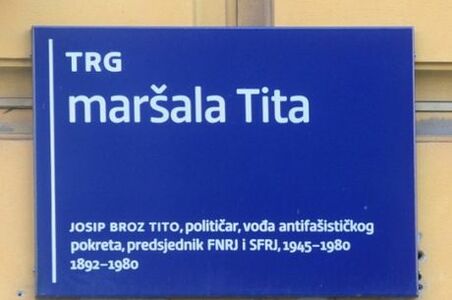 TRG
maršala Tita
JOSIP BROZ TITO, političar, vođa antifašističkog
pokreta, predsjednik FNRJ i SFRJ, 1945–1980
1892–1980